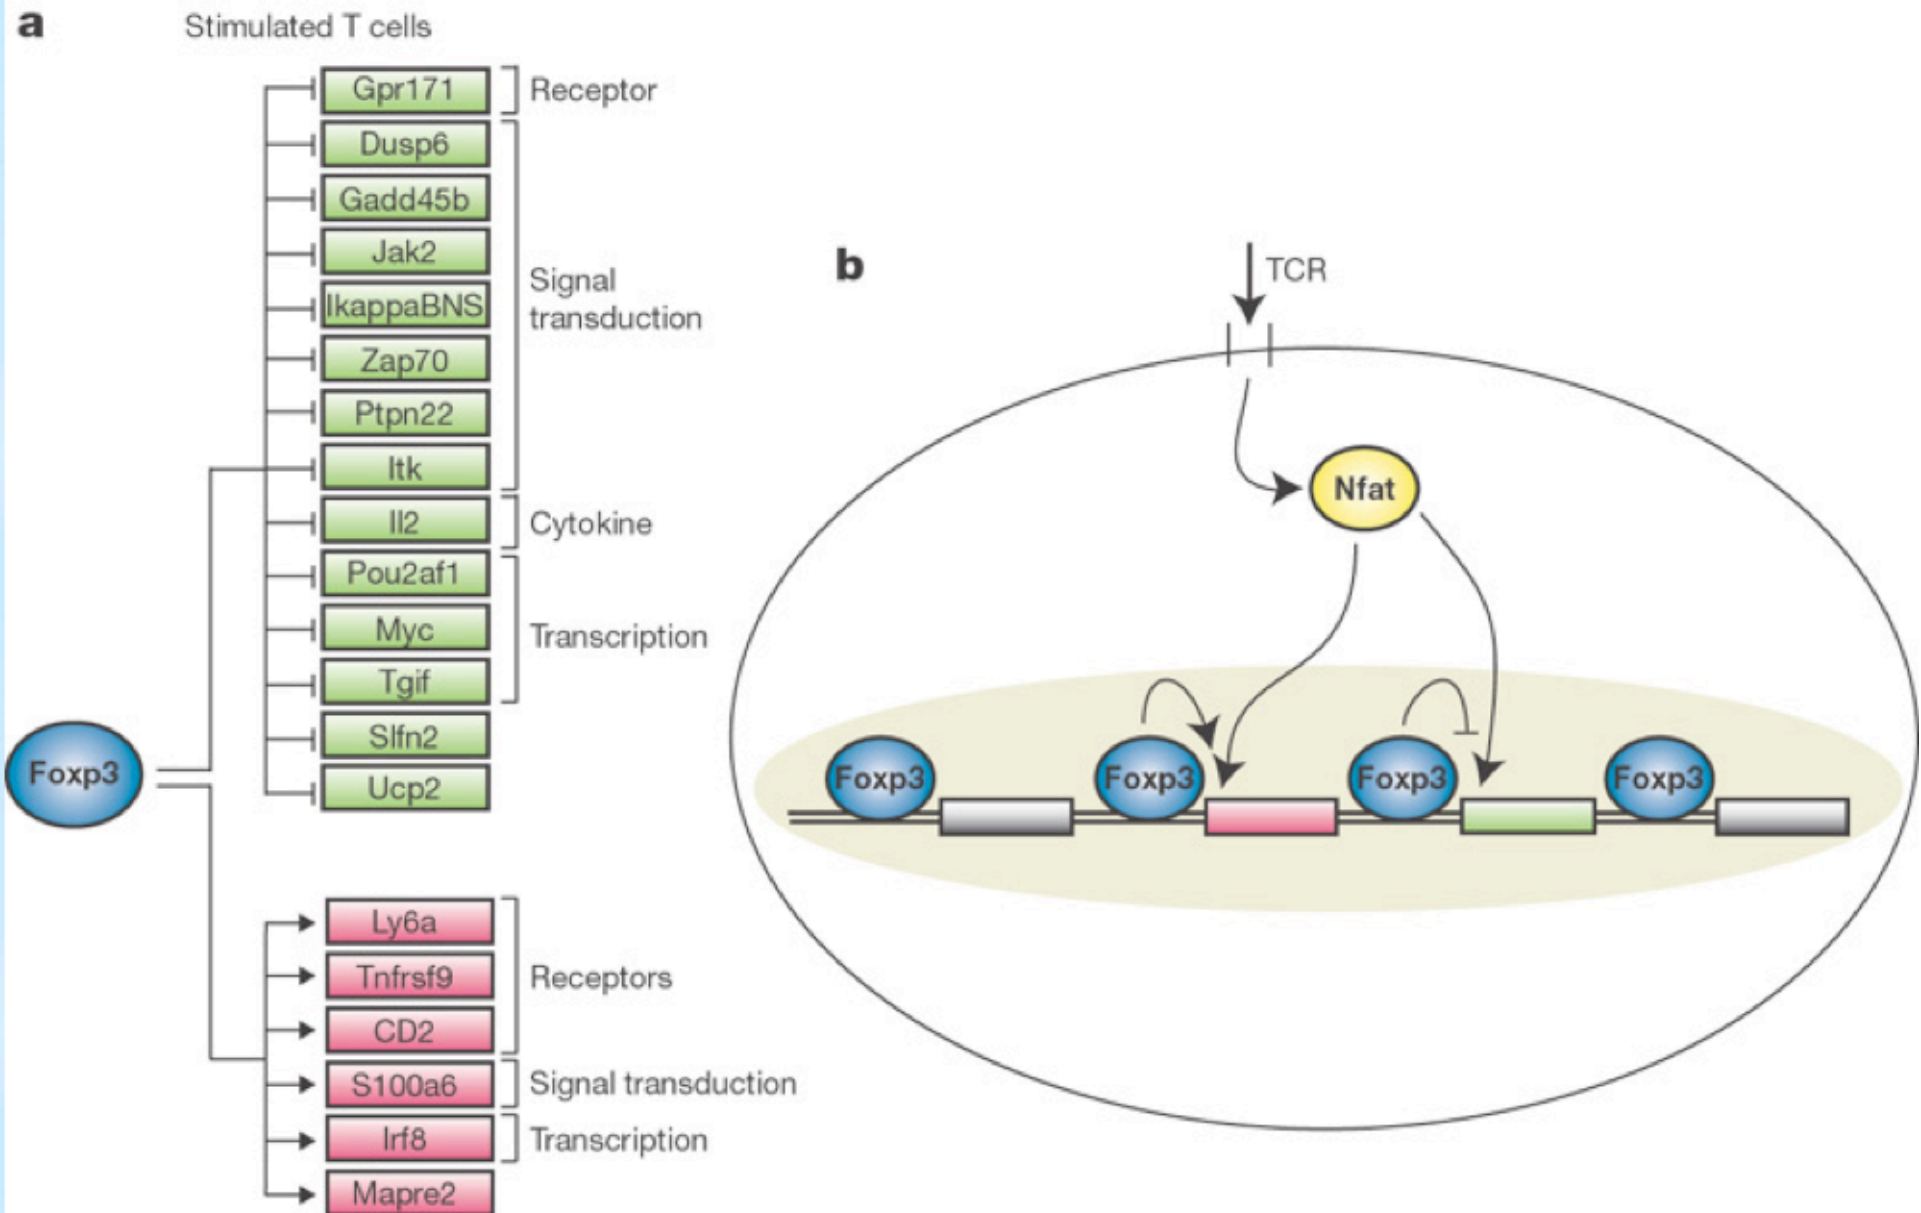 a
Stimulated T cells
Gpr171
Receptor
Dusp6
Gadd45b
Jak2
IkappaBNS
Zap70
Ptpn22
Itk
Signal
transduction
Il2
Cytokine
Pou2af1
Myc
Tgif
Transcription
Slfn2
Ucp2
Foxp3
Ly6a
Tnfrsf9
CD2
Receptors
S100a6
Signal transduction
Irf8
Transcription
Mapre2
b
TCR
Nfat
Foxp3
Foxp3
Foxp3
Foxp3